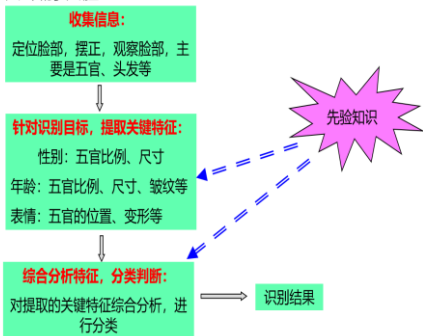 收集信息：
定位脸部，摆正，观察脸部，主
要是五官、头发等
针对识别目标，提取关键特征：
性别：五官比例、尺寸
年龄：五官比例、尺寸、皱纹等
表情：五官的位置、变形等
先验知识
综合分析特征，分类判断：
对提取的关键特征综合分析，进
行分类
识别结果